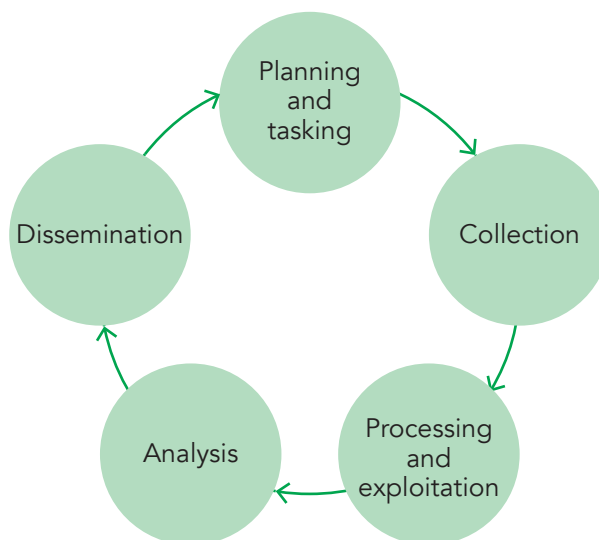 Planning
and
tasking
Collection
Processing
and
exploitation
Analysis
Dissemination